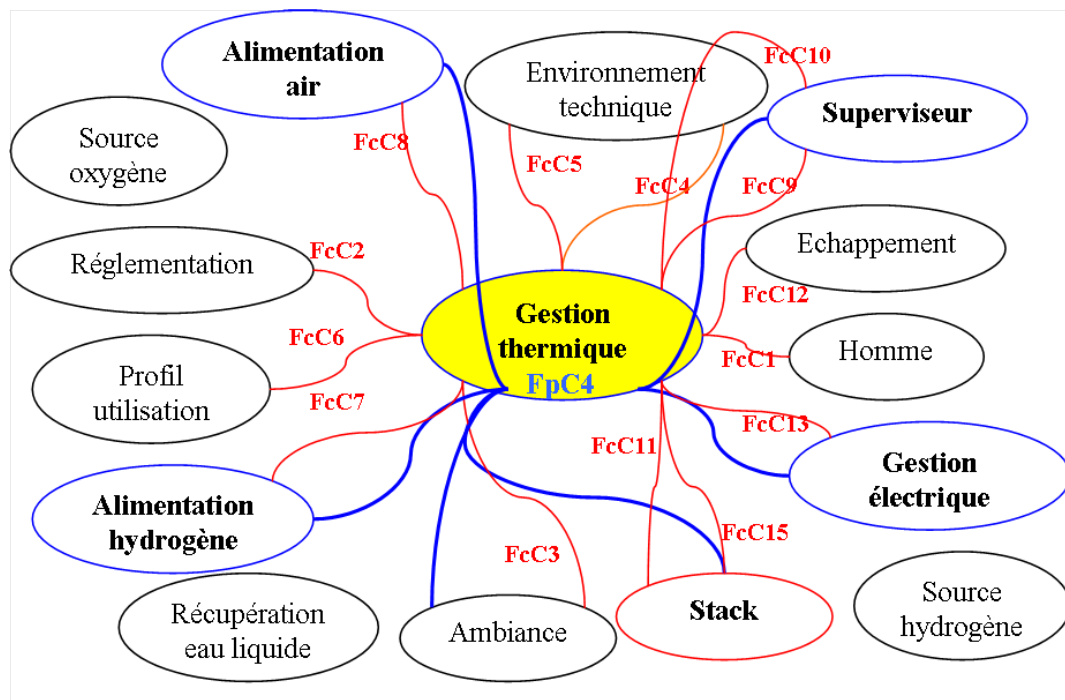 Alimentation
air
Environnement
technique
FcC10
Superviseur
Source
oxygène
FcC8
FcC5
FcC4
FcC9
Réglementation
FcC2
Echappement
FcC12
Gestion
thermique
FpC4
FcC6
FcC1
Homme
Profil
utilisation
FcC7
FcC13
FcC11
Gestion
électrique
Alimentation
hydrogène
FcC3
FcC15
Récupération
eau liquide
Ambiance
Stack
Source
hydrogène